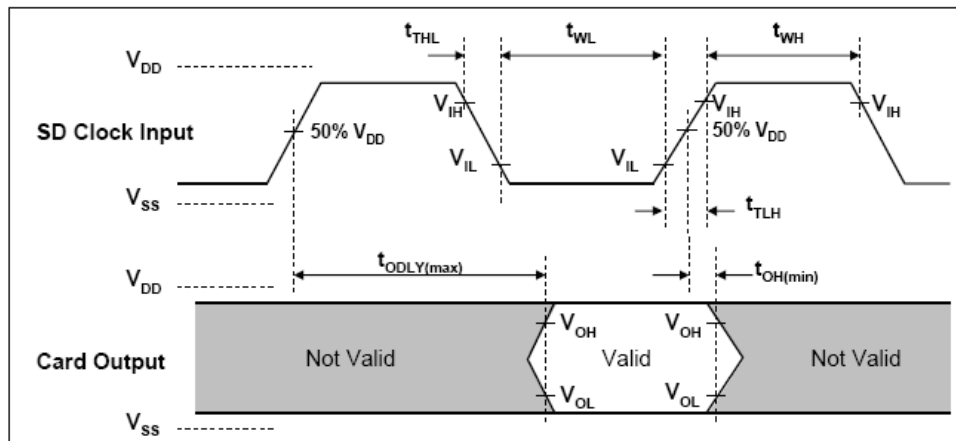 t_THL t_WL t_WH
V_DD
V_IH V_IH V_IH
SD Clock Input 50% V_DD 50% V_DD
V_IL V_IL
V_SS
t_TLH
V_DD t_ODLY(max) t_OH(min)
V_OH V_OH
Card Output Not Valid Valid Not Valid
V_OL V_OL
V_SS